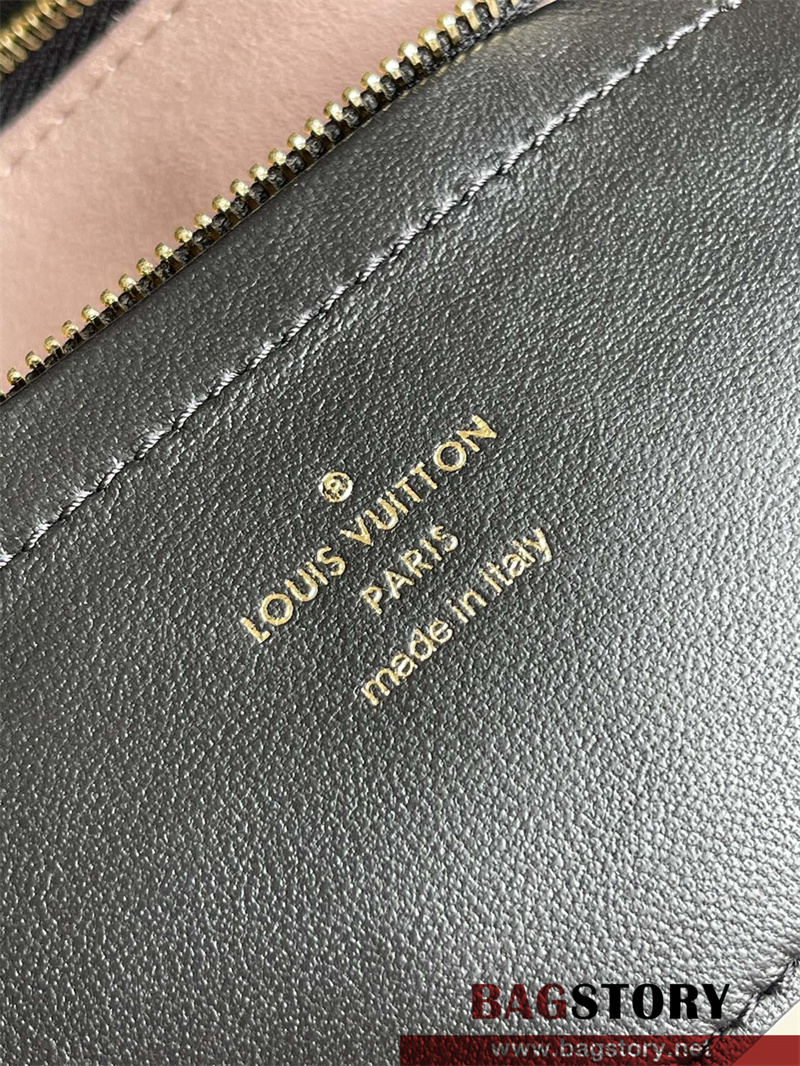 ®
LOUIS VUITTON
PARIS
made in italy
BAGSTORY
www.bagstory.net